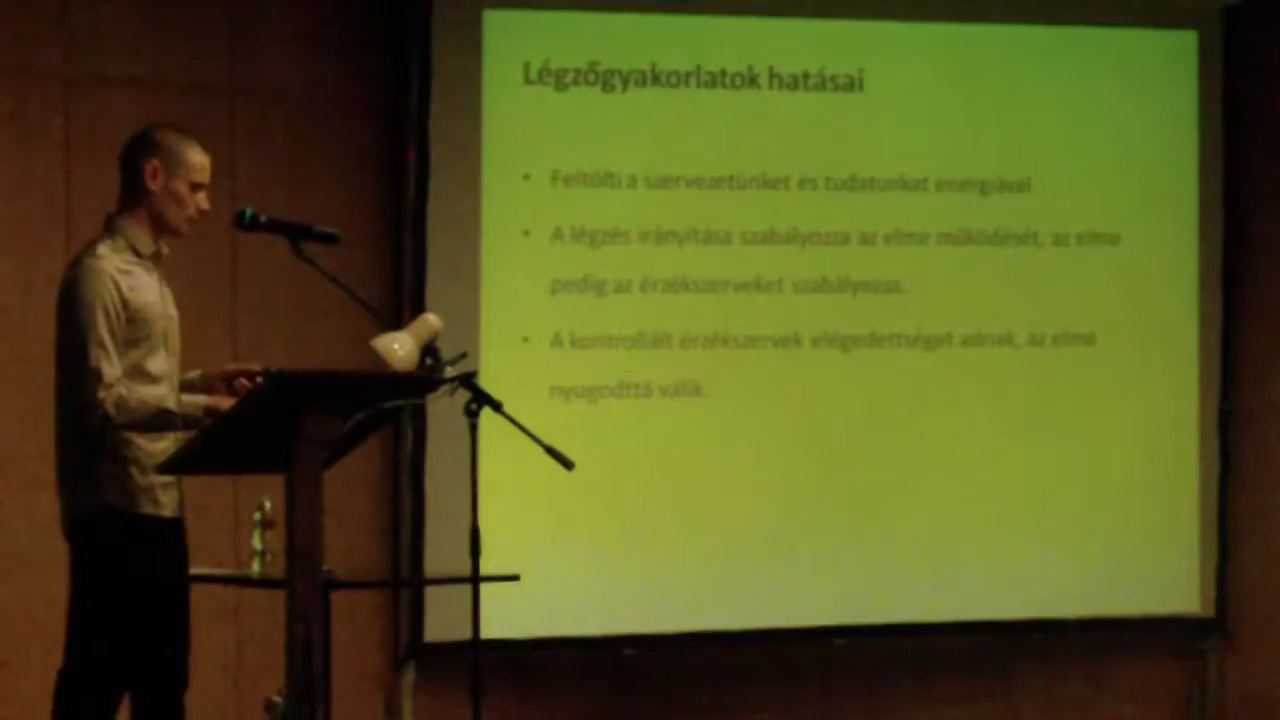 Légzőgyakorlatok hatásai
• Feltölti a szervezetünket és tudatunkat energiával
• A légzés irányítása szabályozza az elme működését, az elme
pedig az érzékszerveket szabályozza.
• A kontrollált érzékszervek elégedettséget adnak, az elme
nyugodttá válik.